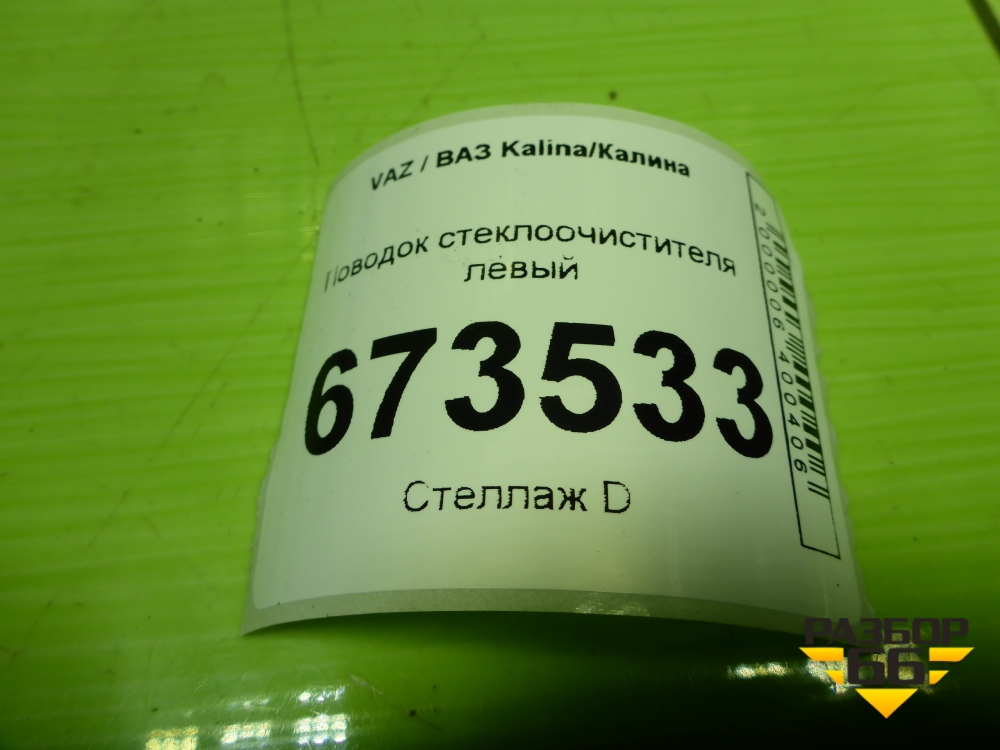 VAZ / ВАЗ Kalina/Калина
Поводок стеклоочистителя
левый
673533
Стеллаж D
2000006400406
РАЗБОР
66